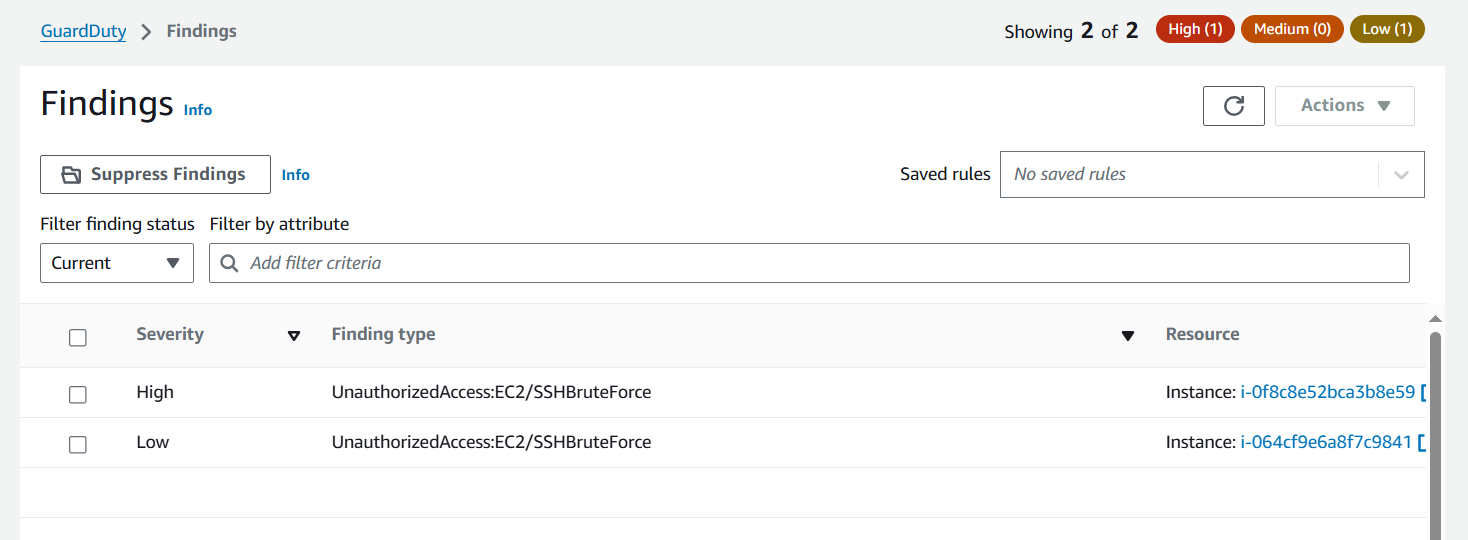 GuardDuty > Findings
Showing 2 of 2 High (1) Medium (0) Low (1)
Findings Info
Actions
Suppress Findings Info
Saved rules No saved rules
Filter finding status Filter by attribute
Current Add filter criteria
Severity Finding type Resource
High UnauthorizedAccess:EC2/SSHBruteForce Instance: i-0f8c8e52bca3b8e59
Low UnauthorizedAccess:EC2/SSHBruteForce Instance: i-064cf9e6a8f7c9841